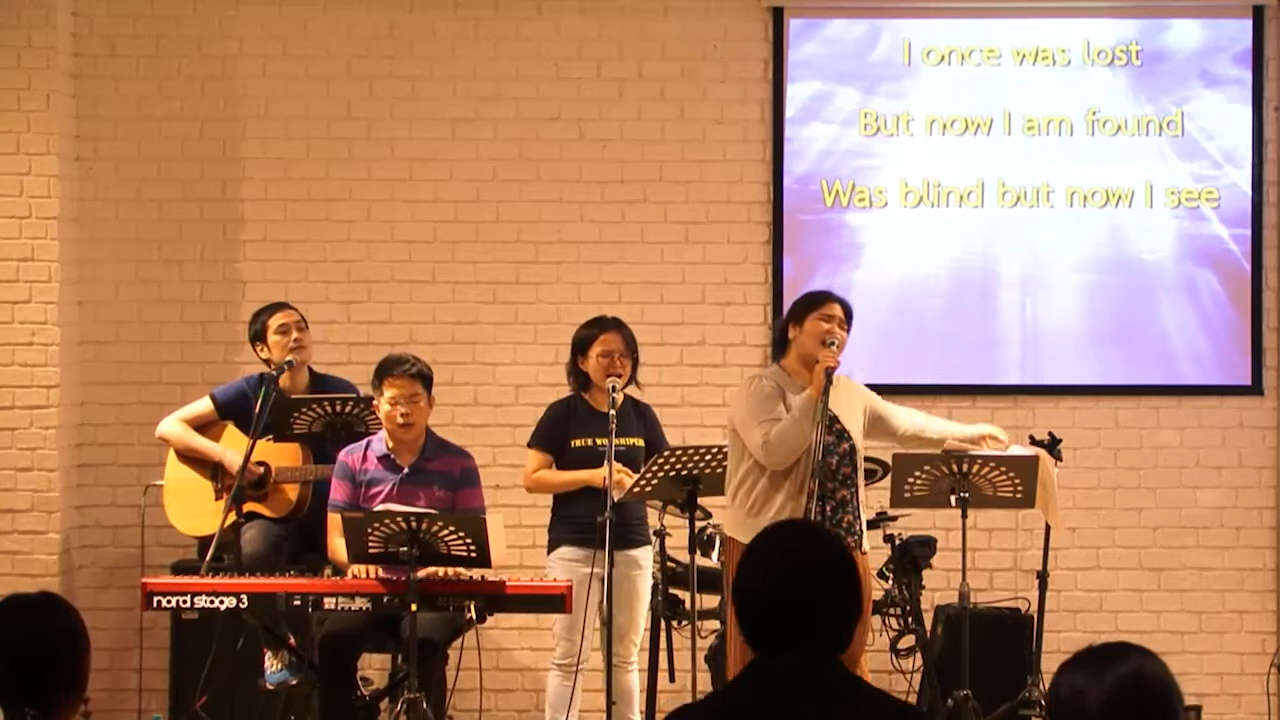 I once was lost
But now I am found
Was blind but now I see
TRUE WORSHIPER
nord stage 3